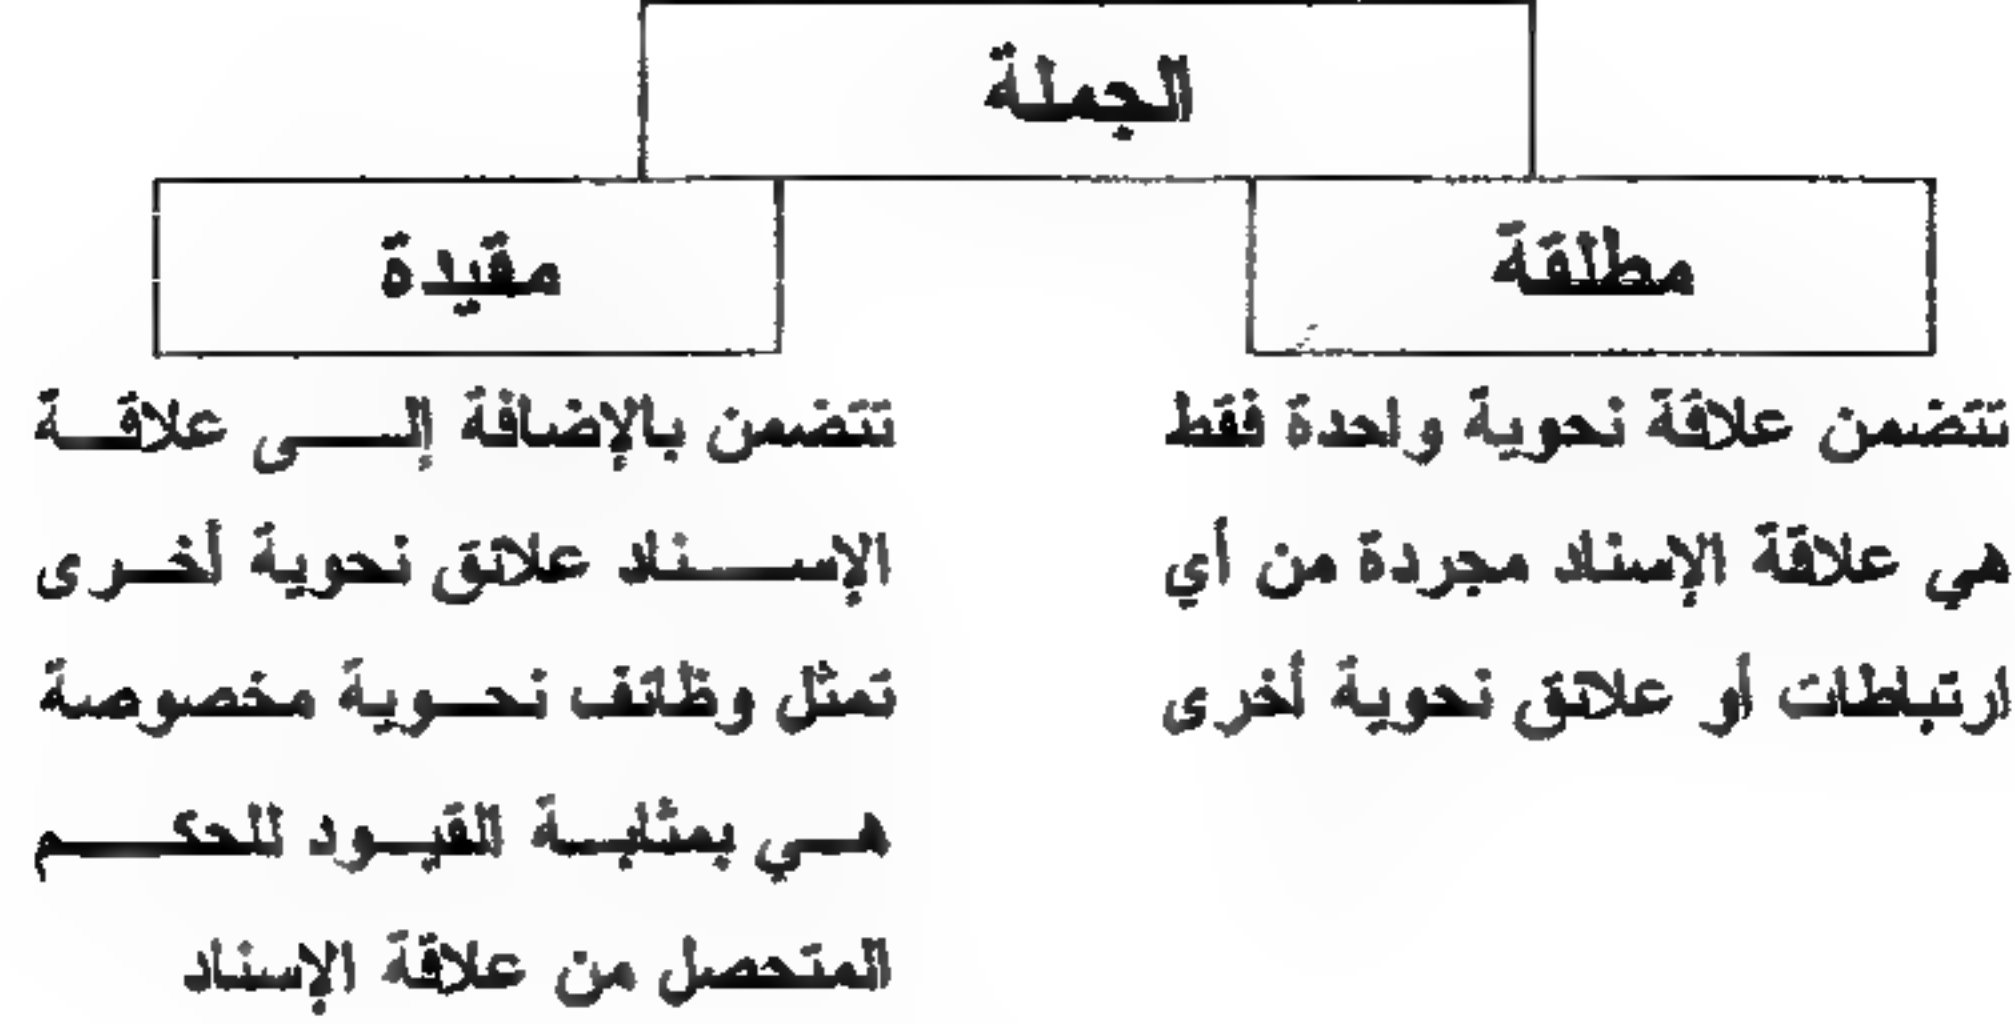 الجملة
مطلقة
تتضمن علاقة نحوية واحدة فقط
هي علاقة الإسناد مجردة من أي
ارتباطات أو علائق نحوية أخرى
مقيدة
تتضمن بالإضافة إلى علاقة
الإسناد علائق نحوية أخرى
تمثل وظائف نحوية مخصوصة
هي بمثابة القيود للحكم
المتحصل من علاقة الإسناد